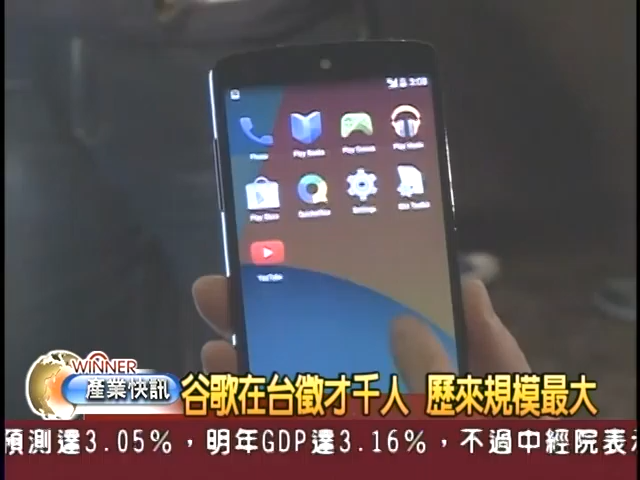 3:08
Phone
Play Books
Play Games
Play Music
Play Store
Quickoffice
Settings
YouTube
WINNER
產業快訊
谷歌在台徵才千人 歷來規模最大
預測達3.05%，明年GDP達3.16%，不過中經院表示